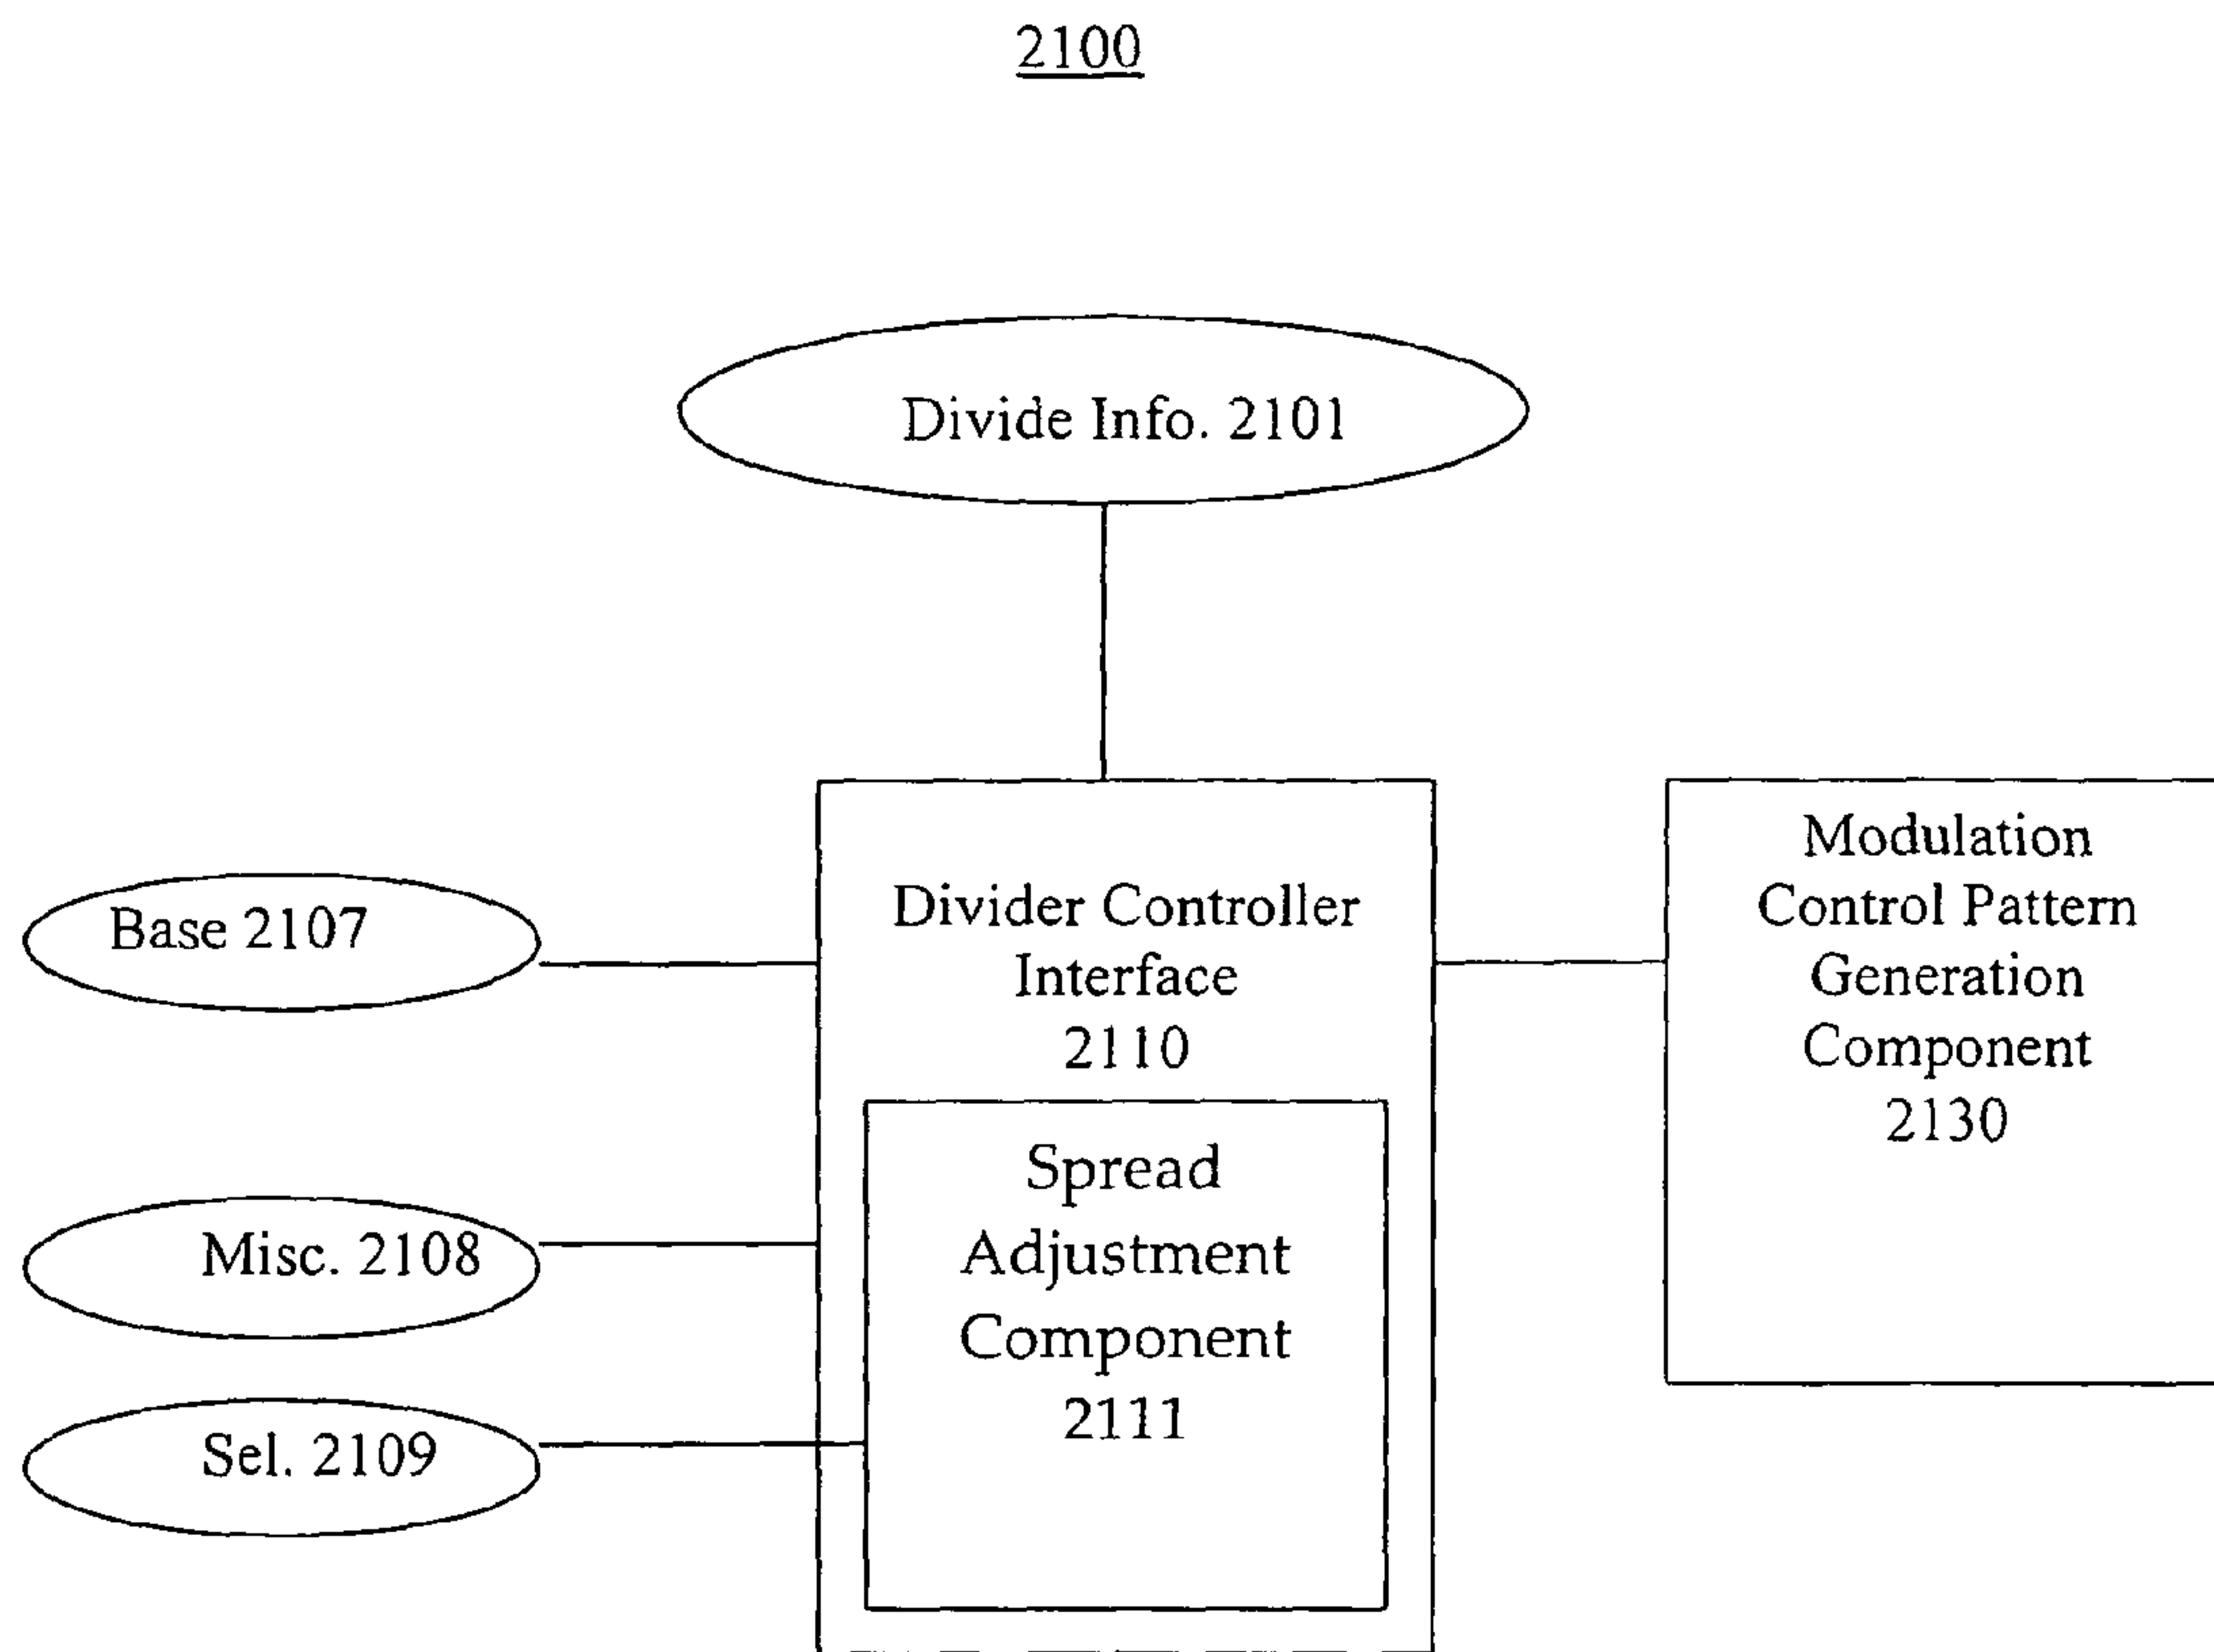 2100
Divide Info. 2101
Base 2107
Misc. 2108
Sel. 2109
Divider Controller
Interface
2110
Spread
Adjustment
Component
2111
Modulation
Control Pattern
Generation
Component
2130